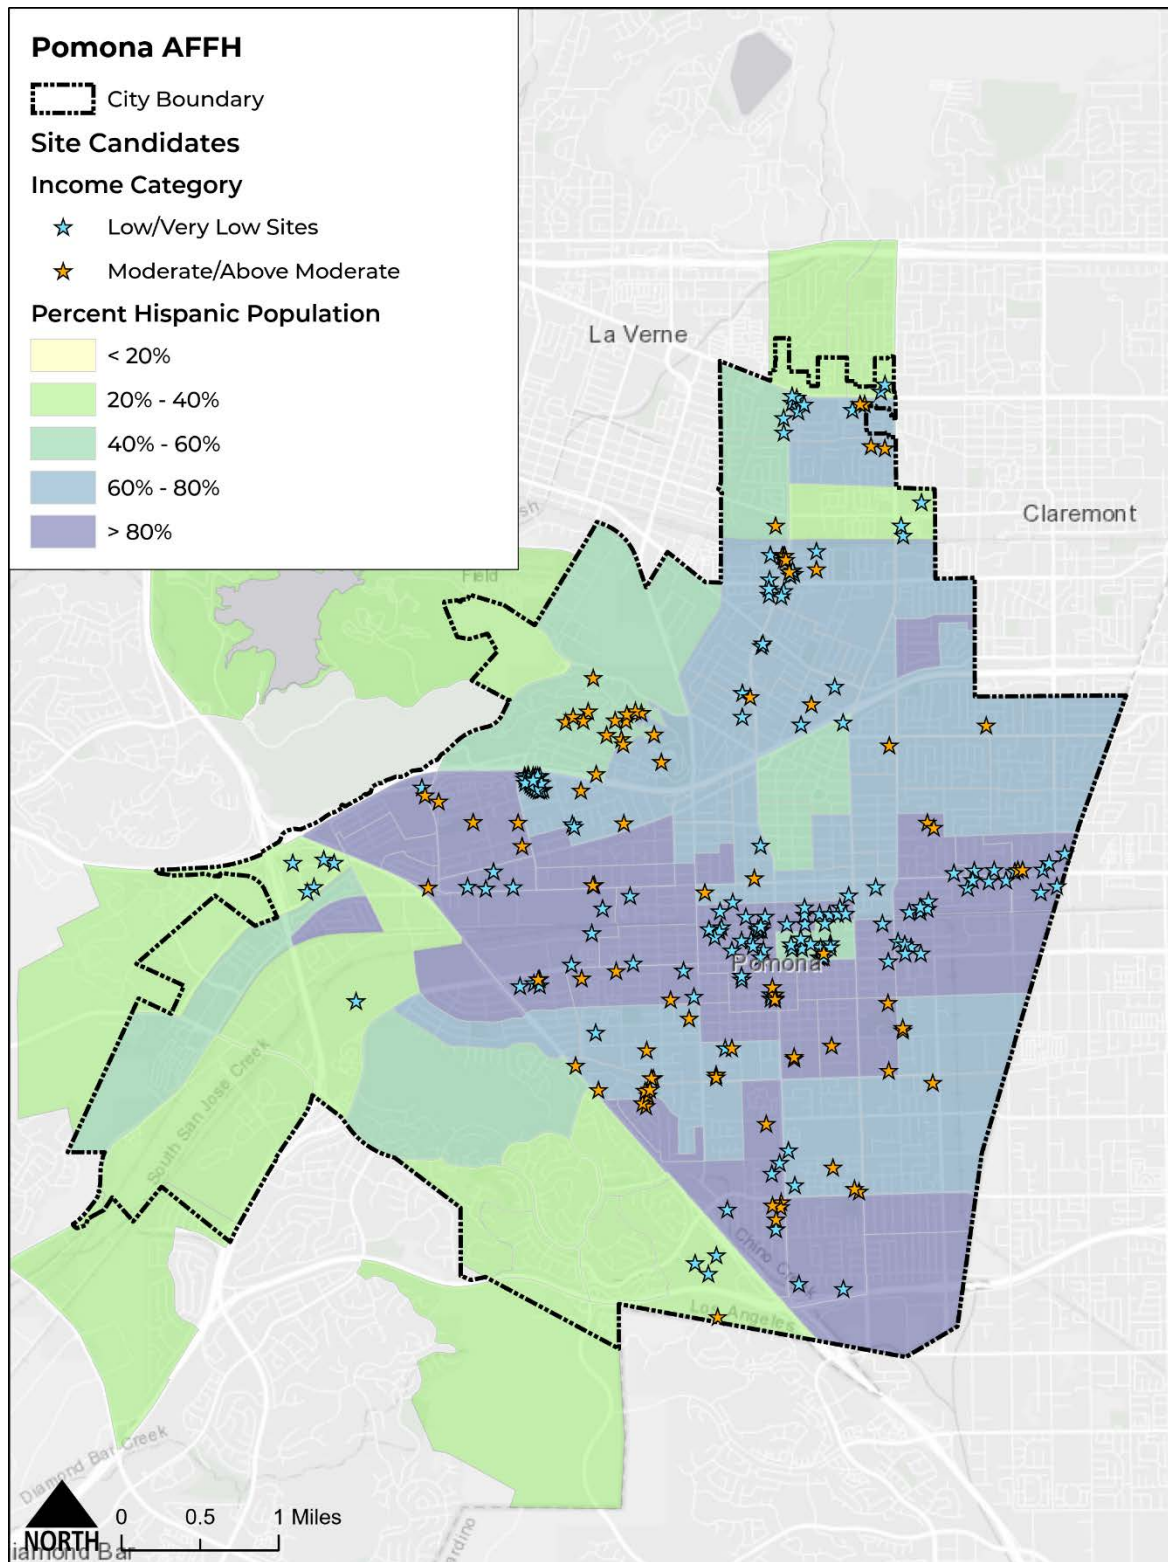 Pomona AFFH
City Boundary
Site Candidates
Income Category
Low/Very Low Sites
Moderate/Above Moderate
Percent Hispanic Population
< 20%
20% - 40%
40% - 60%
60% - 80%
> 80%
La Verne
Claremont
Field
Pomona
South San Jose Creek
Chino Creek
Los Angeles
Diamond Bar Creek
NORTH
0 0.5 1 Miles